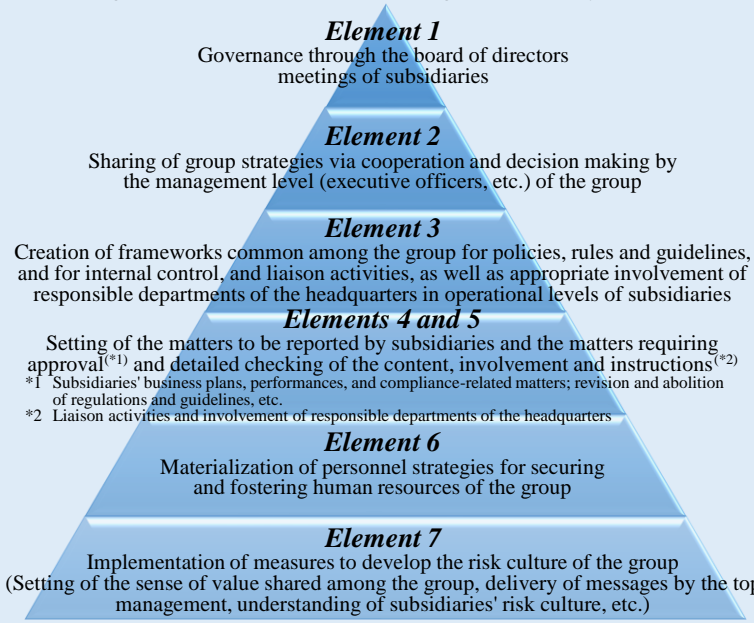 Element 1
Governance through the board of directors
meetings of subsidiaries
Element 2
Sharing of group strategies via cooperation and decision making by
the management level (executive officers, etc.) of the group
Element 3
Creation of frameworks common among the group for policies, rules and guidelines,
and for internal control, and liaison activities, as well as appropriate involvement of
responsible departments of the headquarters in operational levels of subsidiaries
Elements 4 and 5
Setting of the matters to be reported by subsidiaries and the matters requiring
approval(*1) and detailed checking of the content, involvement and instructions(*2)
*1 Subsidiaries' business plans, performances, and compliance-related matters; revision and abolition
of regulations and guidelines, etc.
*2 Liaison activities and involvement of responsible departments of the headquarters
Element 6
Materialization of personnel strategies for securing
and fostering human resources of the group
Element 7
Implementation of measures to develop the risk culture of the group
(Setting of the sense of value shared among the group, delivery of messages by the top
management, understanding of subsidiaries' risk culture, etc.)